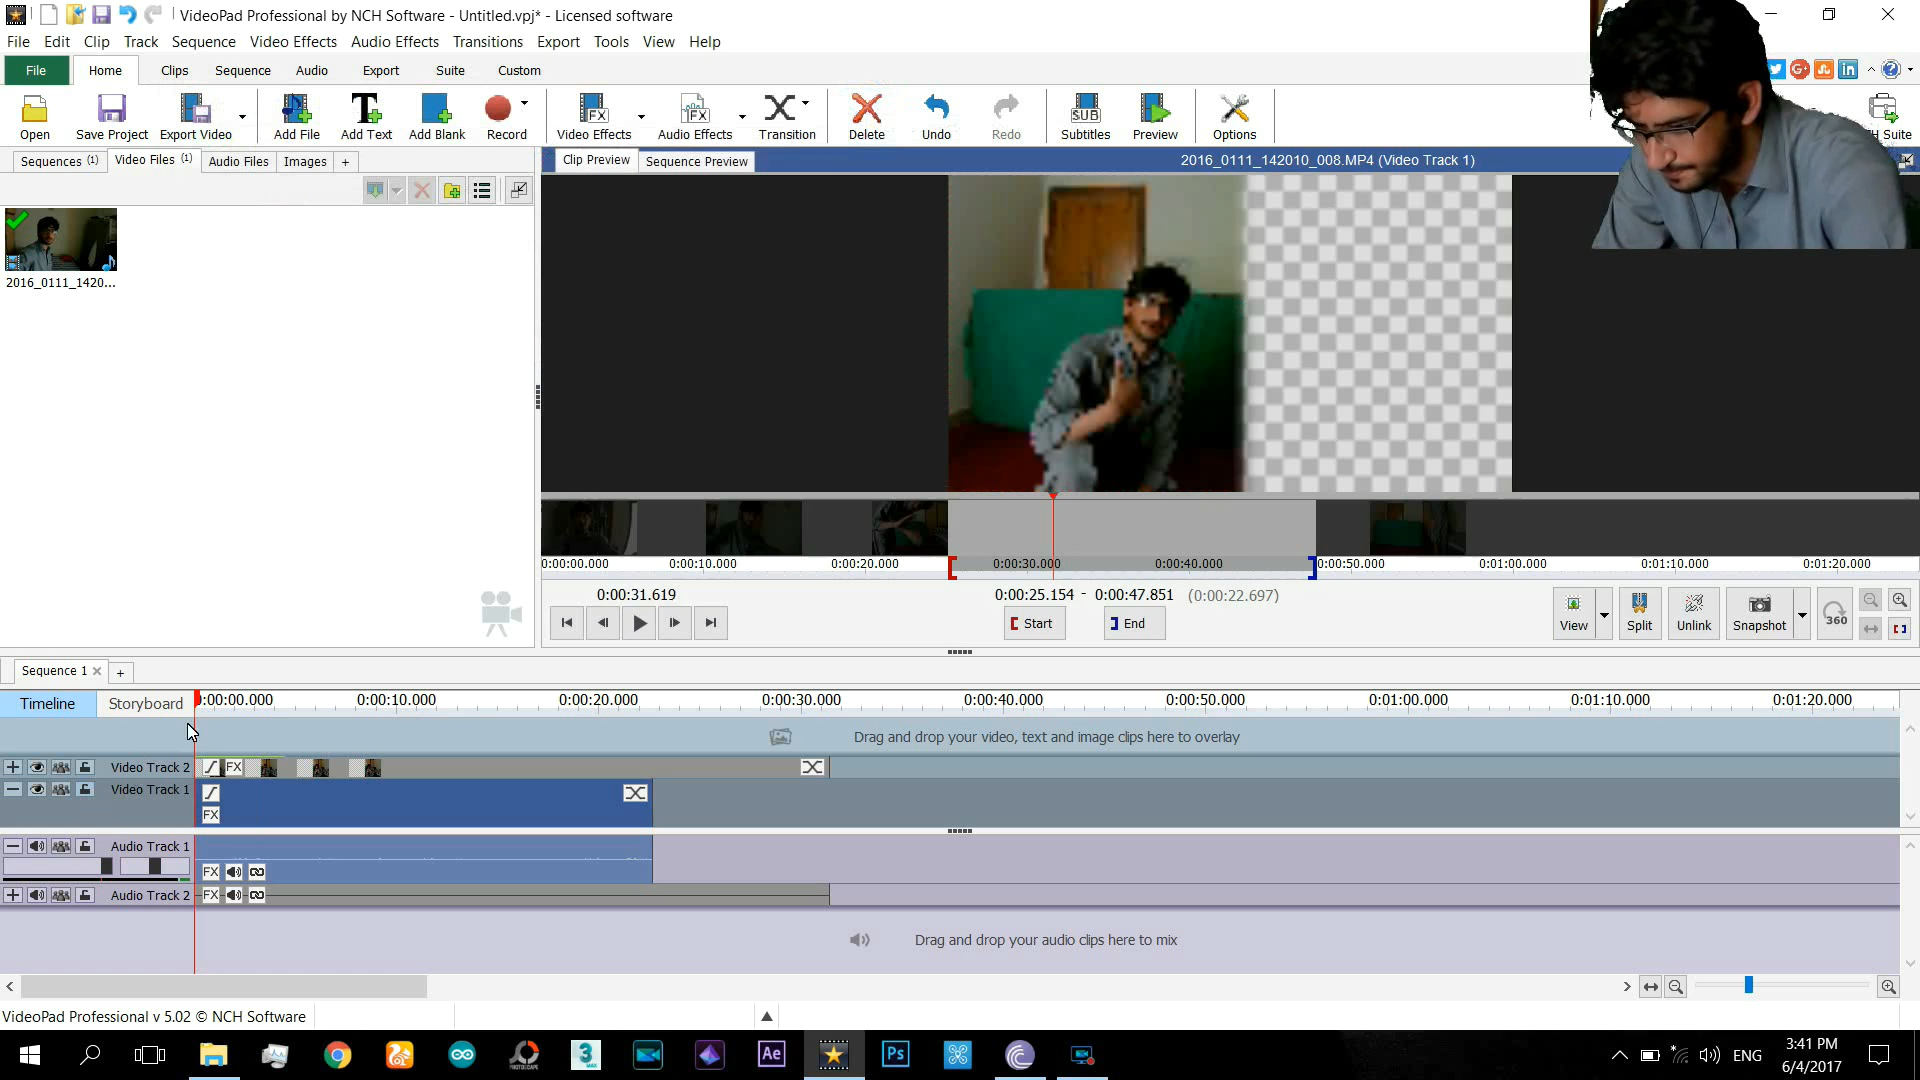 VideoPad Professional by NCH Software - Untitled.vpj* - Licensed software
File Edit Clip Track Sequence Video Effects Audio Effects Transitions Export Tools View Help
File Home Clips Sequence Audio Export Suite Custom
Open Save Project Export Video Add File Add Text Add Blank Record Video Effects Audio Effects Transition Delete Undo Redo Subtitles Preview Options Suite
Sequences (1) Video Files (1) Audio Files Images +
Clip Preview Sequence Preview 2016_0111_142010_008.MP4 (Video Track 1)
2016_0111_1420...
0:00:00.000 0:00:10.000 0:00:20.000 0:00:30.000 0:00:40.000 0:00:50.000 0:01:00.000 0:01:10.000 0:01:20.000
0:00:31.619 0:00:25.154 - 0:00:47.851 (0:00:22.697)
Start End View Split Unlink Snapshot 360
Sequence 1 +
Timeline Storyboard 0:00:00.000 0:00:10.000 0:00:20.000 0:00:30.000 0:00:40.000 0:00:50.000 0:01:00.000 0:01:10.000 0:01:20.000
Drag and drop your video, text and image clips here to overlay
Video Track 2 FX
Video Track 1
FX
Audio Track 1
FX
Audio Track 2 FX
Drag and drop your audio clips here to mix
VideoPad Professional v 5.02 © NCH Software
Ae Ps ENG 3:41 PM
6/4/2017